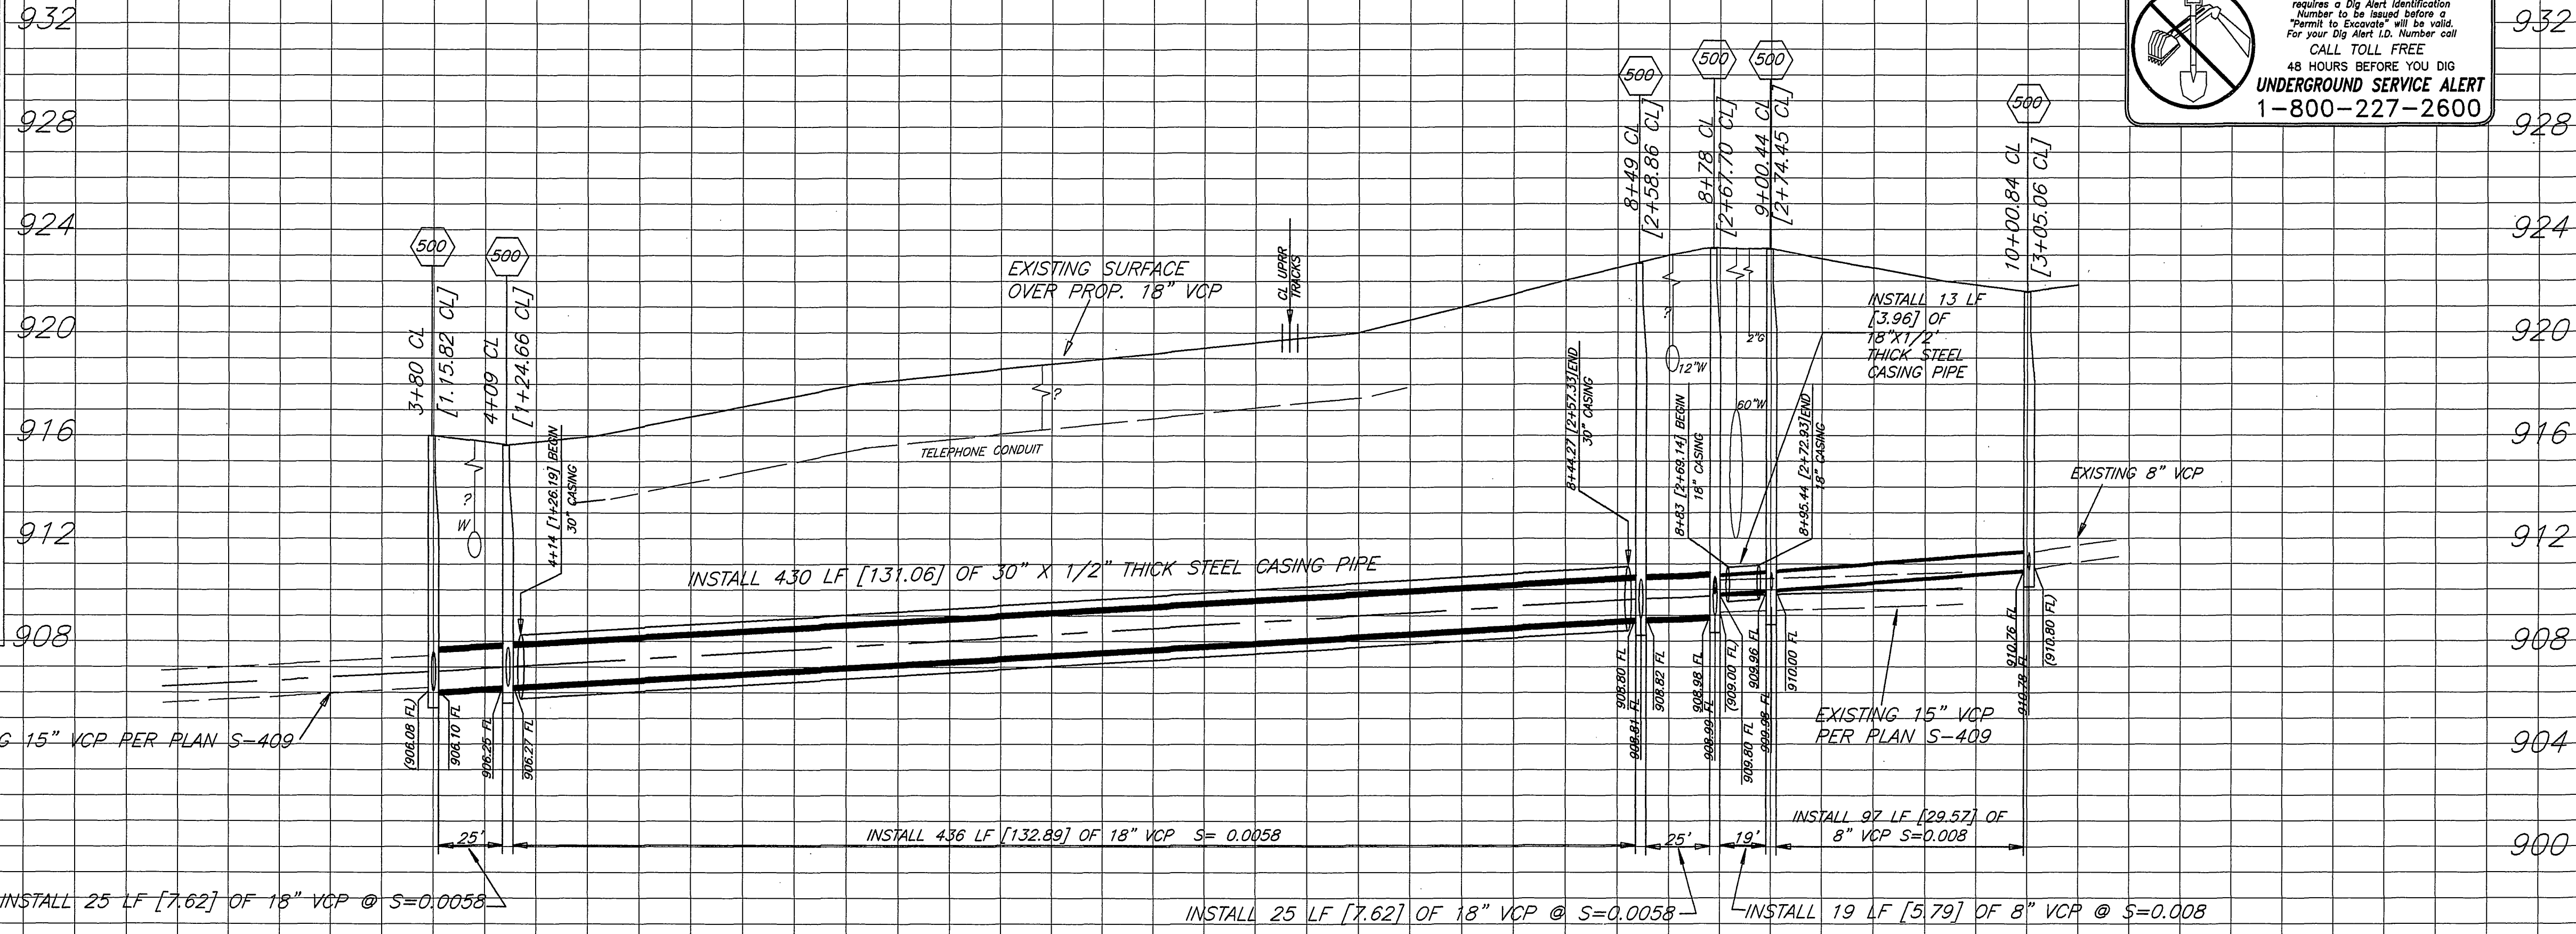 932
928
924
920
916
912
908
requires a Dig Alert Identification
Number to be issued before a
"Permit to Excavate" will be valid.
For your Dig Alert I.D. Number call
CALL TOLL FREE
48 HOURS BEFORE YOU DIG
UNDERGROUND SERVICE ALERT
1-800-227-2600
932
928
924
920
916
912
908
904
900
500
3+80 CL
[1.15.82 CL]
500
4+09 CL
[1+24.66 CL]
4+14 [1+26.19] BEGIN
30" CASING
?
W
EXISTING SURFACE
OVER PROP. 18" VCP
CL UPRR
TRACKS
?
TELEPHONE CONDUIT
INSTALL 430 LF [131.06] OF 30" X 1/2" THICK STEEL CASING PIPE
500
8+49 CL
[2+58.86 CL]
500
8+78 CL
[2+67.70 CL]
500
9+00.44 CL
[2+74.45 CL]
500
10+00.84 CL
[3+05.06 CL]
8+44.27 [2+57.33]END
30" CASING
?
12"W
2"G
60"W
8+83 [2+69.14] BEGIN
18" CASING
8+95.44 [2+72.93]END
18" CASING
INSTALL 13 LF
[3.96] OF
18"X1/2'
THICK STEEL
CASING PIPE
EXISTING 8" VCP
G 15" VCP PER PLAN S-409
(906.08 FL)
906.10 FL
906.25 FL
906.27 FL
908.80 FL
908.81 FL
908.82 FL
908.98 FL
908.99 FL
(909.00 FL)
909.80 FL
909.96 FL
909.98 FL
910.00 FL
910.76 FL
910.78 FL
(910.80 FL)
EXISTING 15" VCP
PER PLAN S-409
25'
INSTALL 436 LF [132.89] OF 18" VCP S= 0.0058
25'
19'
INSTALL 97 LF [29.57] OF
8" VCP S=0.008
INSTALL 25 LF [7.62] OF 18" VCP @ S=0.0058
INSTALL 25 LF [7.62] OF 18" VCP @ S=0.0058
INSTALL 19 LF [5.79] OF 8" VCP @ S=0.008